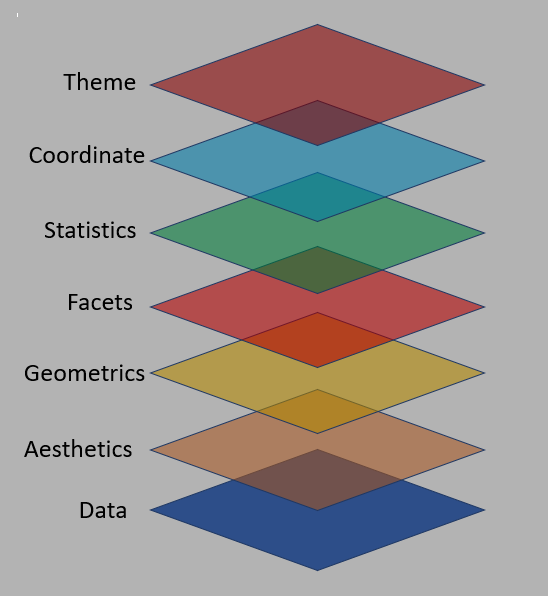 Theme
Coordinate
Statistics
Facets
Geometrics
Aesthetics
Data